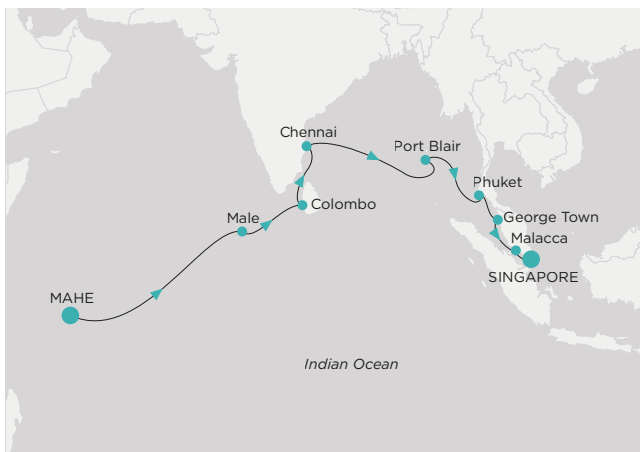 Chennai
Port Blair
Phuket
Colombo
Male
George Town
Malacca
SINGAPORE
MAHE
Indian Ocean